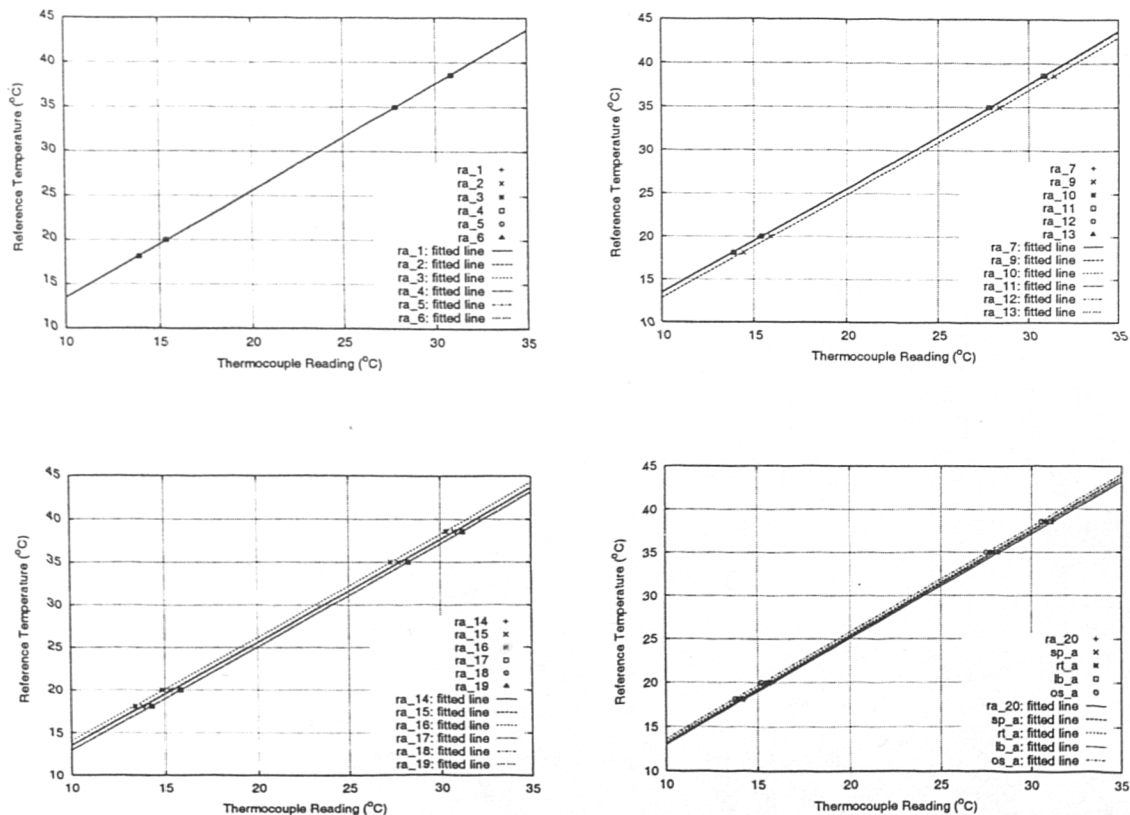 45
40
35
30
25
20
15
10
Reference Temperature (°C)
ra_1
ra_2
ra_3
ra_4
ra_5
ra_6
ra_1: fitted line
ra_2: fitted line
ra_3: fitted line
ra_4: fitted line
ra_5: fitted line
ra_6: fitted line
10 15 20 25 30 35
Thermocouple Reading (°C)
45
40
35
30
25
20
15
10
Reference Temperature (°C)
ra_7
ra_9
ra_10
ra_11
ra_12
ra_13
ra_7: fitted line
ra_9: fitted line
ra_10: fitted line
ra_11: fitted line
ra_12: fitted line
ra_13: fitted line
10 15 20 25 30 35
Thermocouple Reading (°C)
45
40
35
30
25
20
15
10
Reference Temperature (°C)
ra_14
ra_15
ra_16
ra_17
ra_18
ra_19
ra_14: fitted line
ra_15: fitted line
ra_16: fitted line
ra_17: fitted line
ra_18: fitted line
ra_19: fitted line
10 15 20 25 30 35
Thermocouple Reading (°C)
45
40
35
30
25
20
15
10
Reference Temperature (°C)
ra_20
sp_a
rt_a
lb_a
os_a
ra_20: fitted line
sp_a: fitted line
rt_a: fitted line
lb_a: fitted line
os_a: fitted line
10 15 20 25 30 35
Thermocouple Reading (°C)